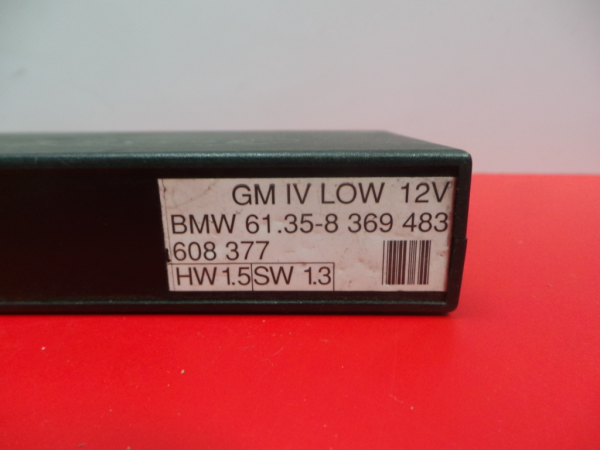 GM IV LOW 12V
BMW 61.35-8 369 483
608 377
HW 1.5 SW 1.3